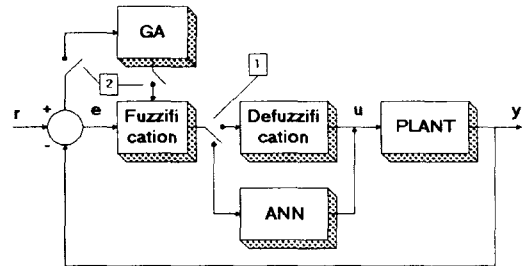 GA
1
2
+
r
e
Fuzzifi
cation
Defuzzifi
cation
u
PLANT
y
-
ANN